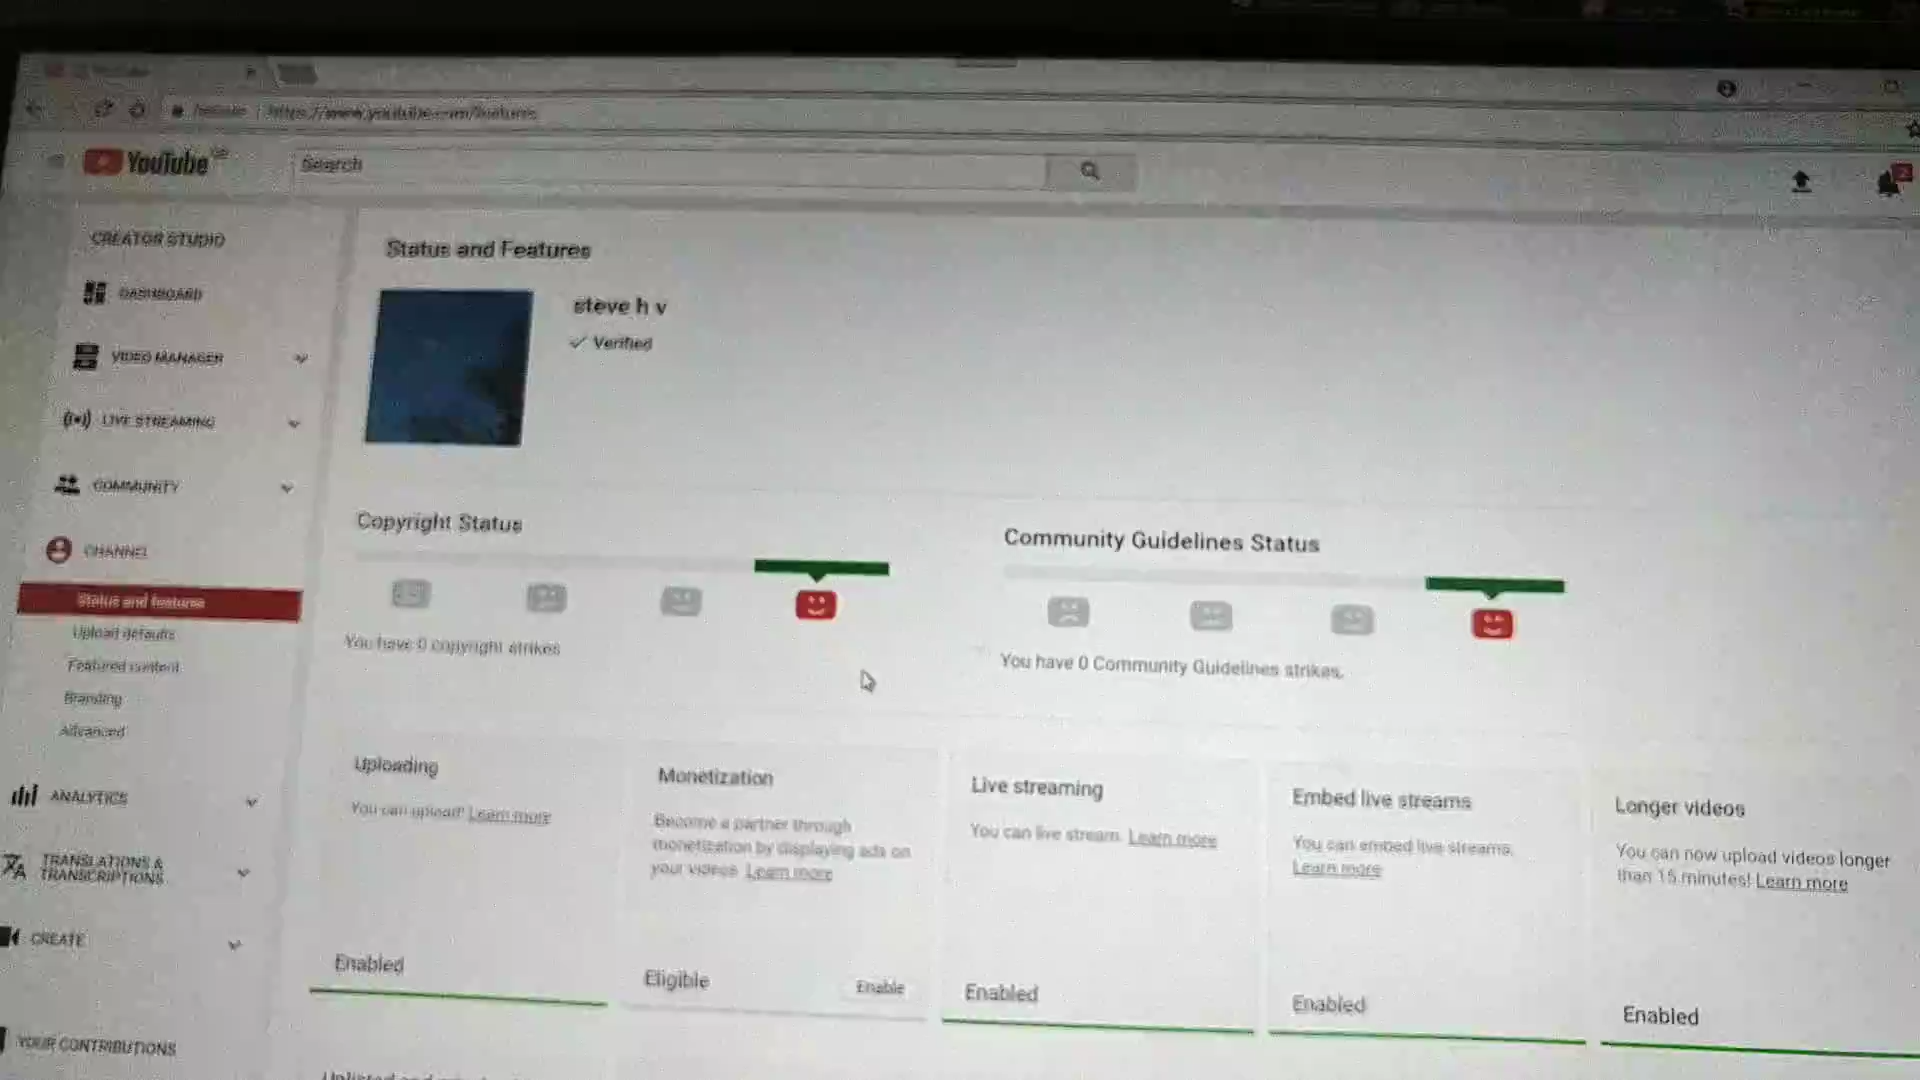 https://www.youtube.com/features
YouTube
Search
CREATOR STUDIO
DASHBOARD
VIDEO MANAGER
LIVE STREAMING
COMMUNITY
CHANNEL
Status and features
Upload defaults
Featured content
Branding
Advanced
ANALYTICS
TRANSLATIONS &
TRANSCRIPTIONS
CREATE
YOUR CONTRIBUTIONS
Status and Features
steve h v
Verified
Copyright Status
You have 0 copyright strikes
Community Guidelines Status
You have 0 Community Guidelines strikes.
Uploading
You can upload! Learn more
Enabled
Monetization
Become a partner through
monetization by displaying ads on
your videos. Learn more
Eligible
Enable
Live streaming
You can live stream. Learn more
Enabled
Embed live streams
You can embed live streams.
Learn more
Enabled
Longer videos
You can now upload videos longer
than 15 minutes! Learn more
Enabled